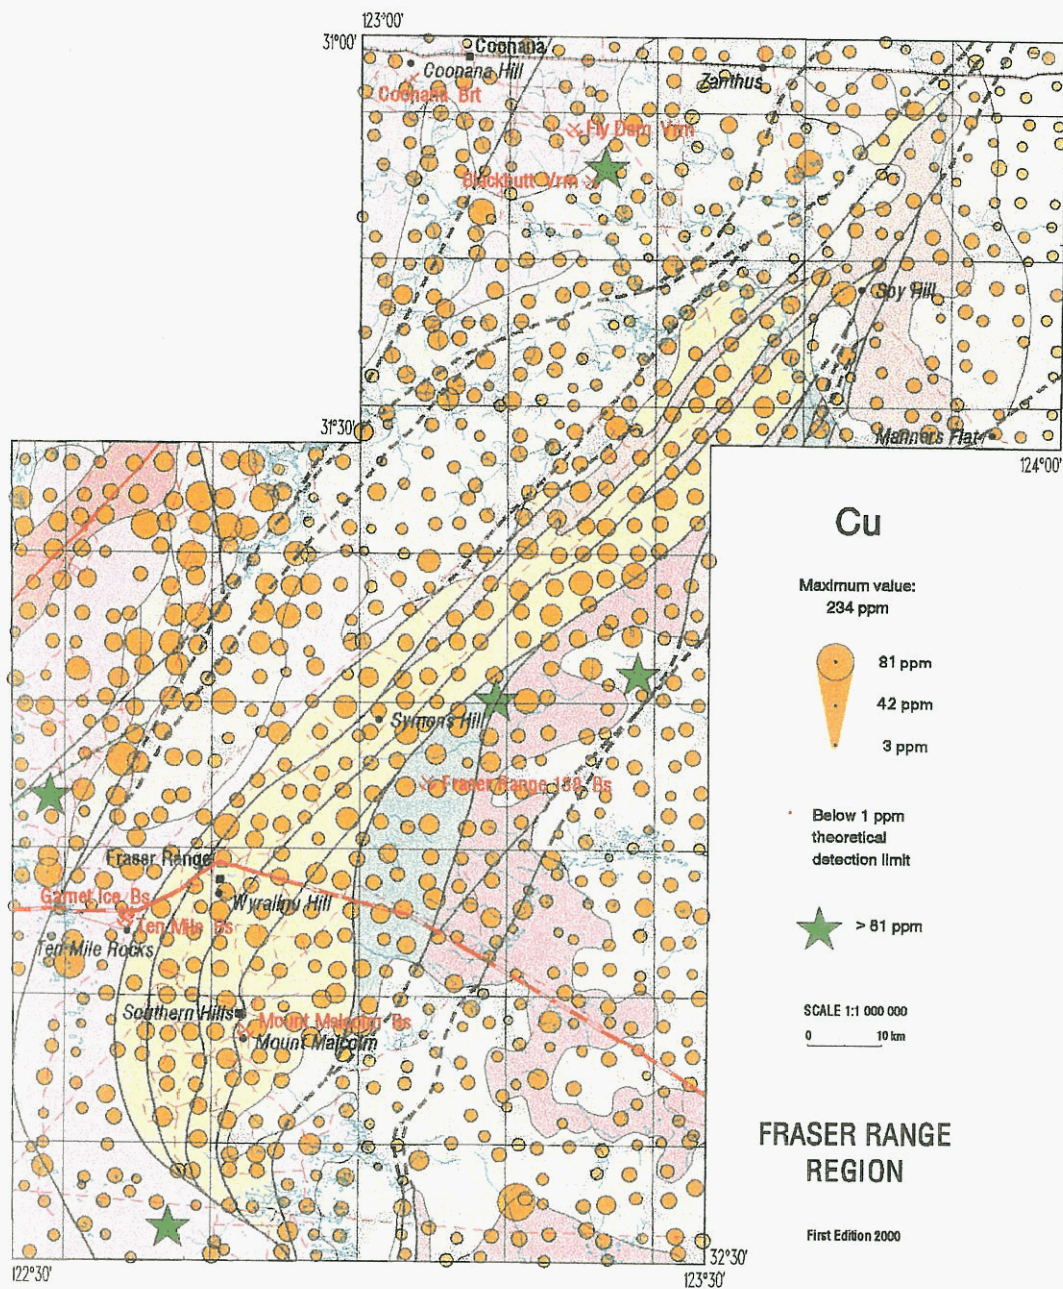 123°00'
31°00'
Coonana
Coonana Hill
Zanthus
Coonana Brt
Fly Dam Vrm
Blackbutt Vrm
Spy Hill
31°30'
Manners Flat
124°00'
Cu
Maximum value:
234 ppm
81 ppm
42 ppm
3 ppm
Symons Hill
Fraser Range 158 Bs
Below 1 ppm
theoretical
detection limit
Fraser Range
Garnet Ice Bs
Wyralinu Hill
Ten Mile Bs
Ten Mile Rocks
> 81 ppm
Southern Hills
Mount Malcolm Bs
Mount Malcolm
SCALE 1:1 000 000
0 10 km
FRASER RANGE
REGION
First Edition 2000
32°30'
122°30'
123°30'